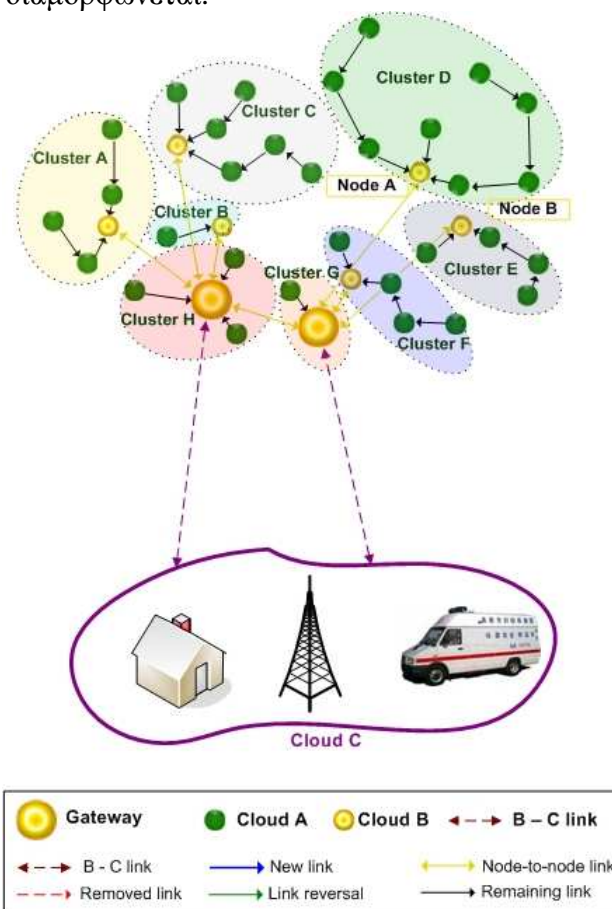 διαμορφώνεται.
Cluster D
Cluster C
Cluster A
Node A
Cluster B
Node B
Cluster G
Cluster E
Cluster H
Cluster F
Cloud C
Gateway
Cloud A
Cloud B
B – C link
B - C link
New link
Node-to-node link
Removed link
Link reversal
Remaining link